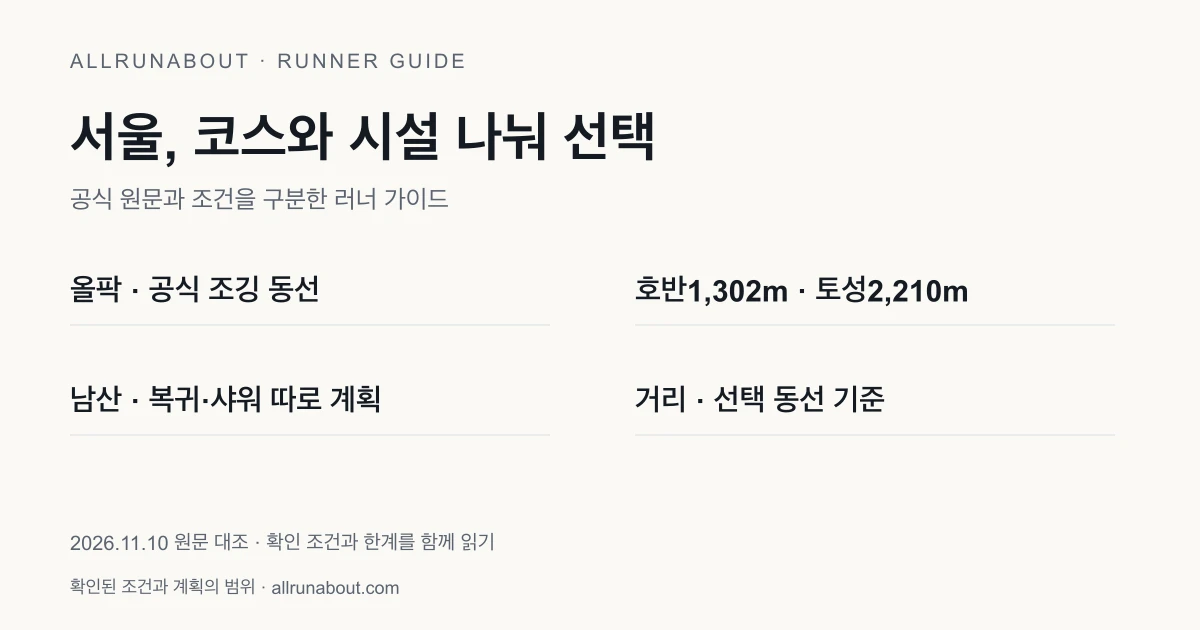 ALLRUNABOUT · RUNNER GUIDE
서울, 코스와 시설 나눠 선택
공식 원문과 조건을 구분한 러너 가이드
올팍 · 공식 조깅 동선
호반1,302m · 토성2,210m
남산 · 복귀·샤워 따로 계획
거리 · 선택 동선 기준
2026.11.10 원문 대조 · 확인 조건과 한계를 함께 읽기
확인된 조건과 계획의 범위 · allrunabout.com